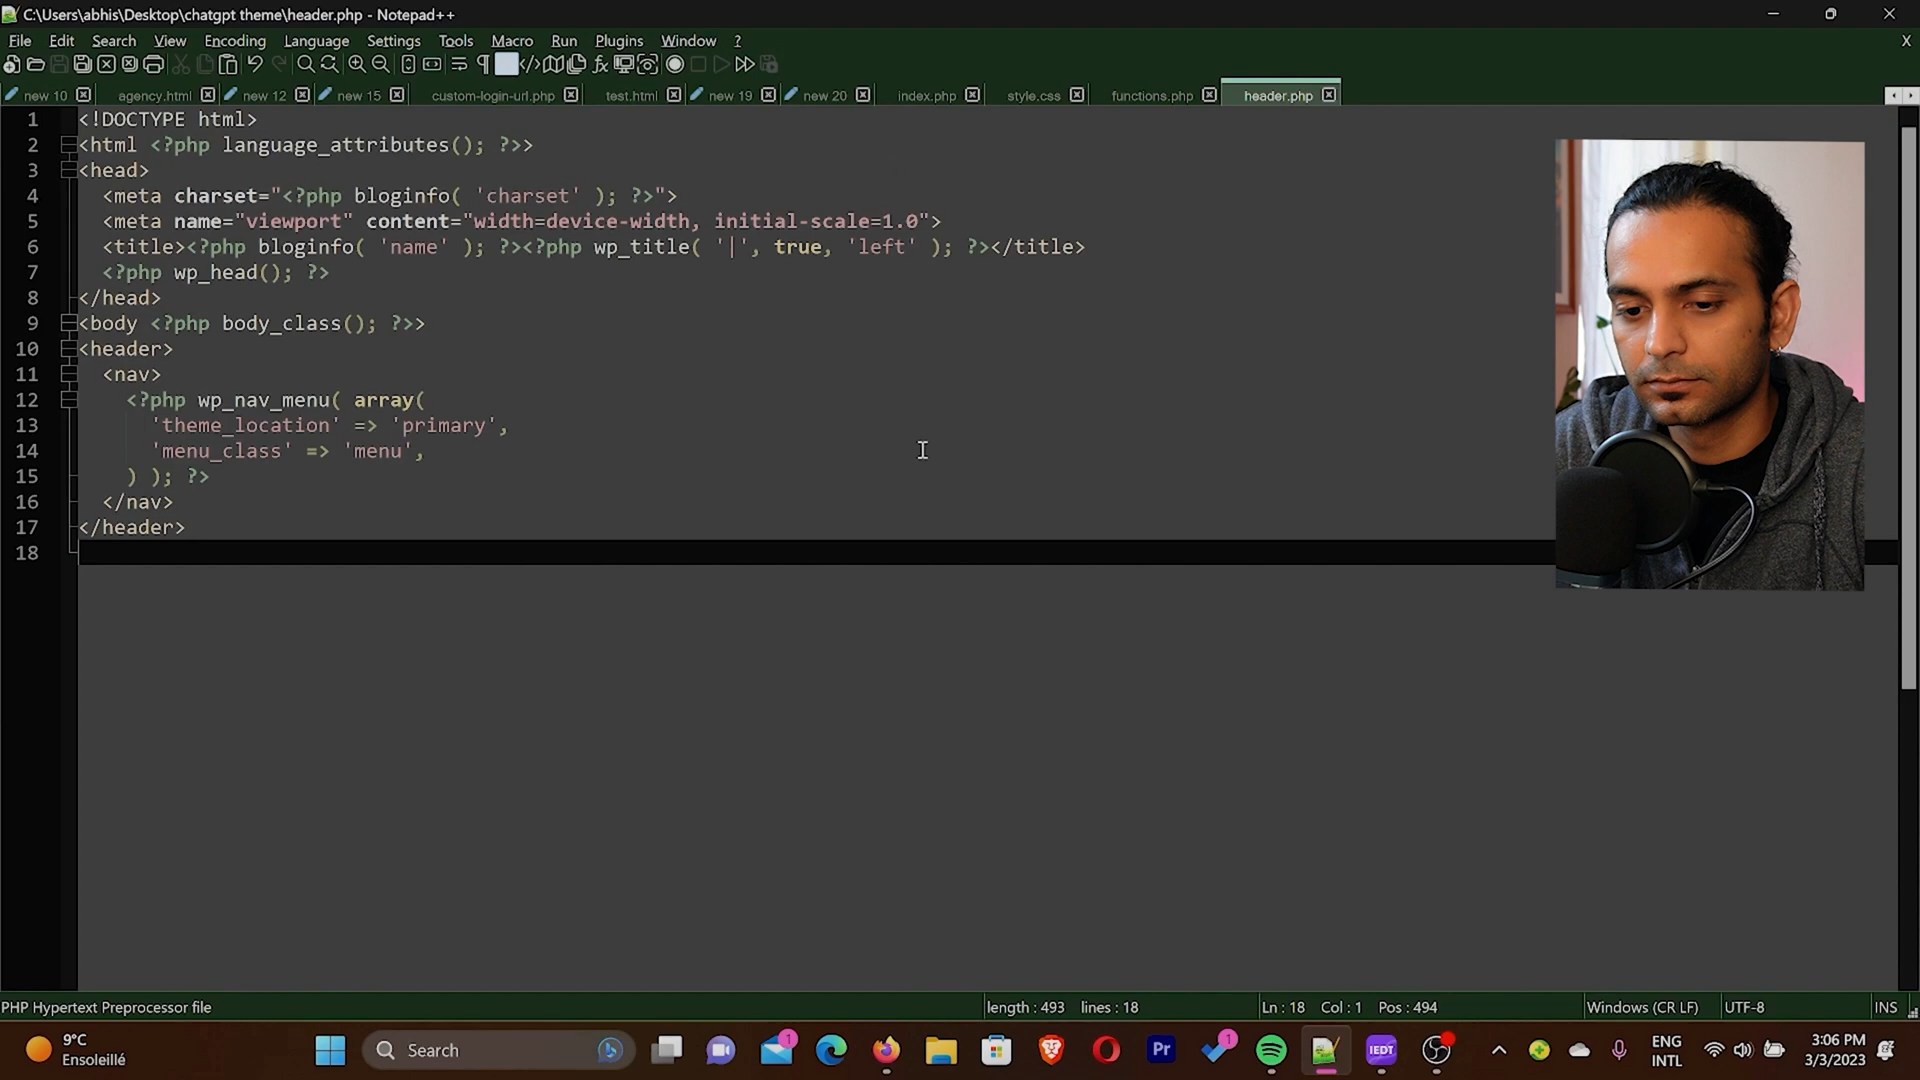 C:\Users\abhis\Desktop\chatgpt theme\header.php - Notepad++
File Edit Search View Encoding Language Settings Tools Macro Run Plugins Window ? X
new 10 agency.html new 12 new 15 custom-login-url.php test.html new 19 new 20 index.php style.css functions.php header.php
1 <!DOCTYPE html>
2 <html <?php language_attributes(); ?>>
3 <head>
4 <meta charset="<?php bloginfo( 'charset' ); ?>">
5 <meta name="viewport" content="width=device-width, initial-scale=1.0">
6 <title><?php bloginfo( 'name' ); ?><?php wp_title( '|', true, 'left' ); ?></title>
7 <?php wp_head(); ?>
8 </head>
9 <body <?php body_class(); ?>>
10 <header>
11 <nav>
12 <?php wp_nav_menu( array(
13 'theme_location' => 'primary',
14 'menu_class' => 'menu',
15 ) ); ?>
16 </nav>
17 </header>
18
PHP Hypertext Preprocessor file length : 493 lines : 18 Ln : 18 Col : 1 Pos : 494 Windows (CR LF) UTF-8 INS
9°C
Ensoleillé
Search
1
Pr
1
IEDT
ENG
INTL
3:06 PM
3/3/2023